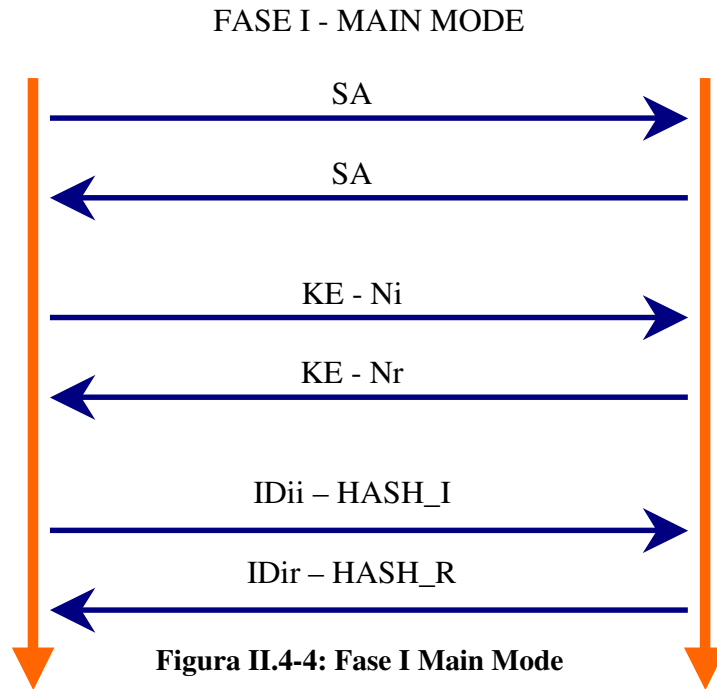 FASE I - MAIN MODE
SA
SA
KE - Ni
KE - Nr
IDii – HASH_I
IDir – HASH_R
Figura II.4-4: Fase I Main Mode